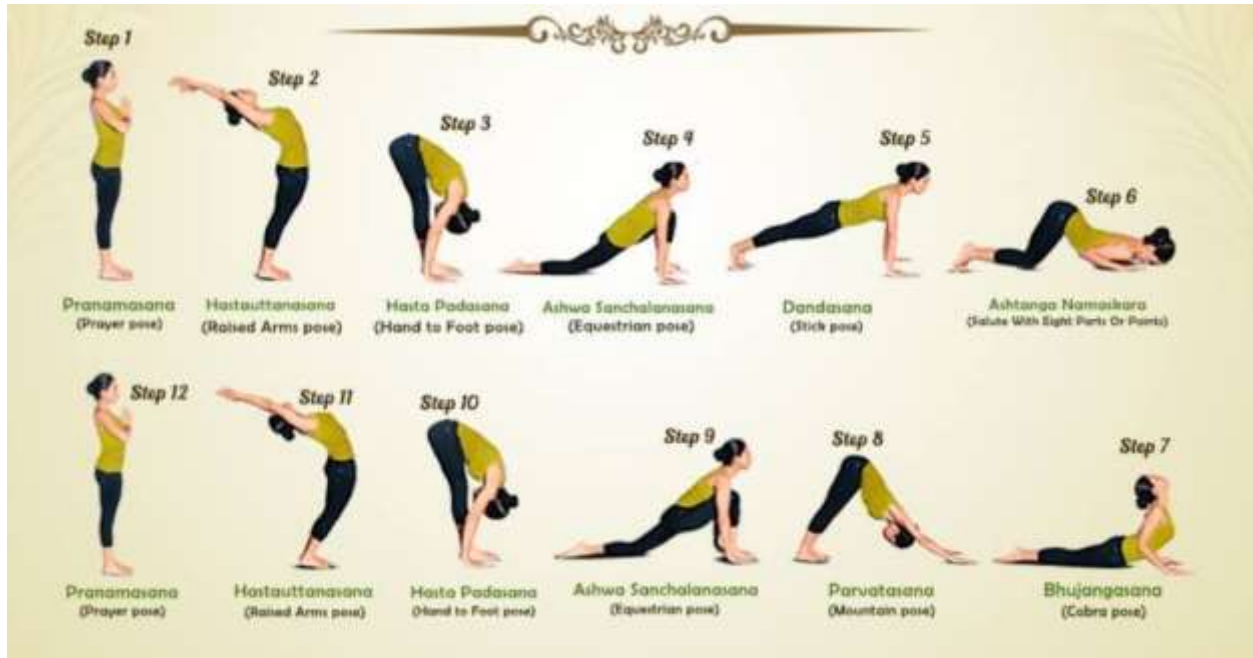 Step 1
Pranamasana
(Prayer pose)
Step 2
Hastauttanasana
(Raised Arms pose)
Step 3
Hasta Padasana
(Hand to Foot pose)
Step 4
Ashwa Sanchalanasana
(Equestrian pose)
Step 5
Dandasana
(Stick pose)
Step 6
Ashtanga Namaskara
(Salute With Eight Parts Or Points)
Step 12
Pranamasana
(Prayer pose)
Step 11
Hastauttanasana
(Raised Arms pose)
Step 10
Hasta Padasana
(Hand to Foot pose)
Step 9
Ashwa Sanchalanasana
(Equestrian pose)
Step 8
Parvatasana
(Mountain pose)
Step 7
Bhujangasana
(Cobra pose)